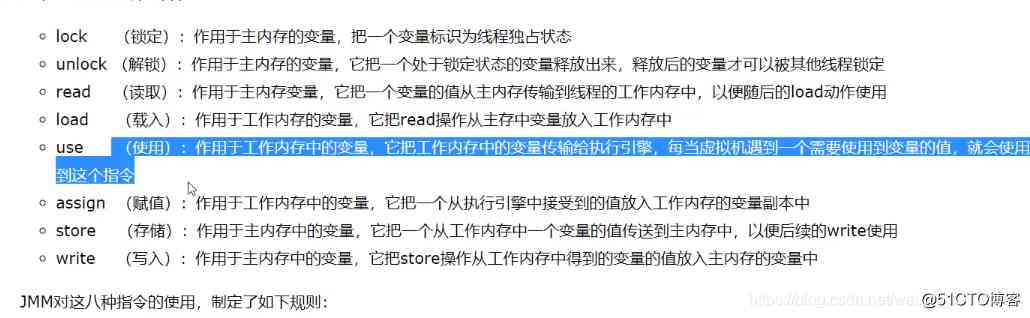 lock （锁定）：作用于主内存的变量，把一个变量标识为线程独占状态
unlock （解锁）：作用于主内存的变量，它把一个处于锁定状态的变量释放出来，释放后的变量才可以被其他线程锁定
read （读取）：作用于主内存变量，它把一个变量的值从主内存传输到线程的工作内存中，以便随后的load动作使用
load （载入）：作用于工作内存的变量，它把read操作从主存中变量放入工作内存中
use （使用）：作用于工作内存中的变量，它把工作内存中的变量传输给执行引擎，每当虚拟机遇到一个需要使用到变量的值，就会使用
到这个指令
assign （赋值）：作用于工作内存中的变量，它把一个从执行引擎中接受到的值放入工作内存的变量副本中
store （存储）：作用于主内存中的变量，它把一个从工作内存中一个变量的值传送到主内存中，以便后续的write使用
write （写入）：作用于主内存中的变量，它把store操作从工作内存中得到的变量的值放入主内存的变量中
JMM对这八种指令的使用，制定了如下规则：
@51CTO博客